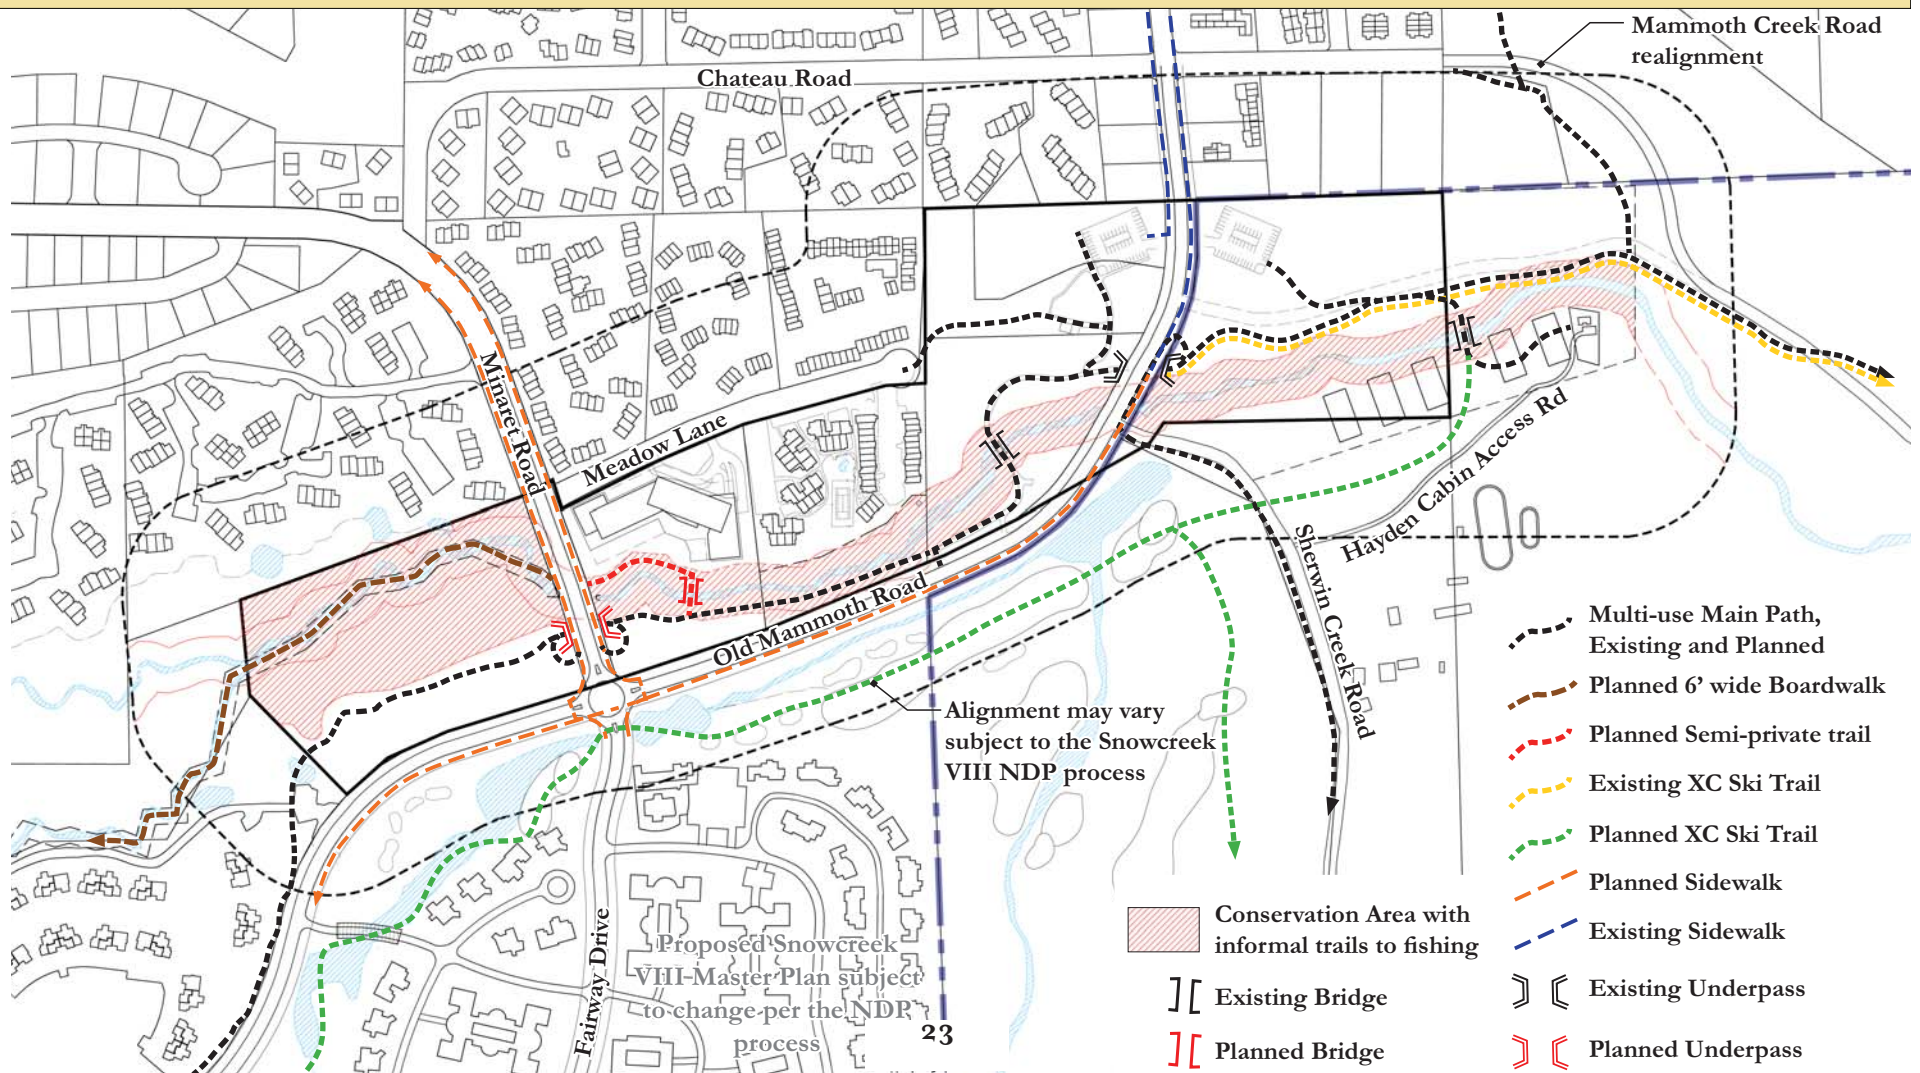 Mammoth Creek Road
realignment
Chateau Road
Minaret Road
Meadow Lane
Hayden Cabin Access Rd
Sherwin Creek Road
Old Mammoth Road
Alignment may vary
subject to the Snowcreek
VIII NDP process
Fairway Drive
Proposed Snowcreek
VIII Master Plan subject
to change per the NDP
process
23
Multi-use Main Path,
Existing and Planned
Planned 6' wide Boardwalk
Planned Semi-private trail
Existing XC Ski Trail
Planned XC Ski Trail
Planned Sidewalk
Existing Sidewalk
Existing Underpass
Planned Underpass
Conservation Area with
informal trails to fishing
Existing Bridge
Planned Bridge